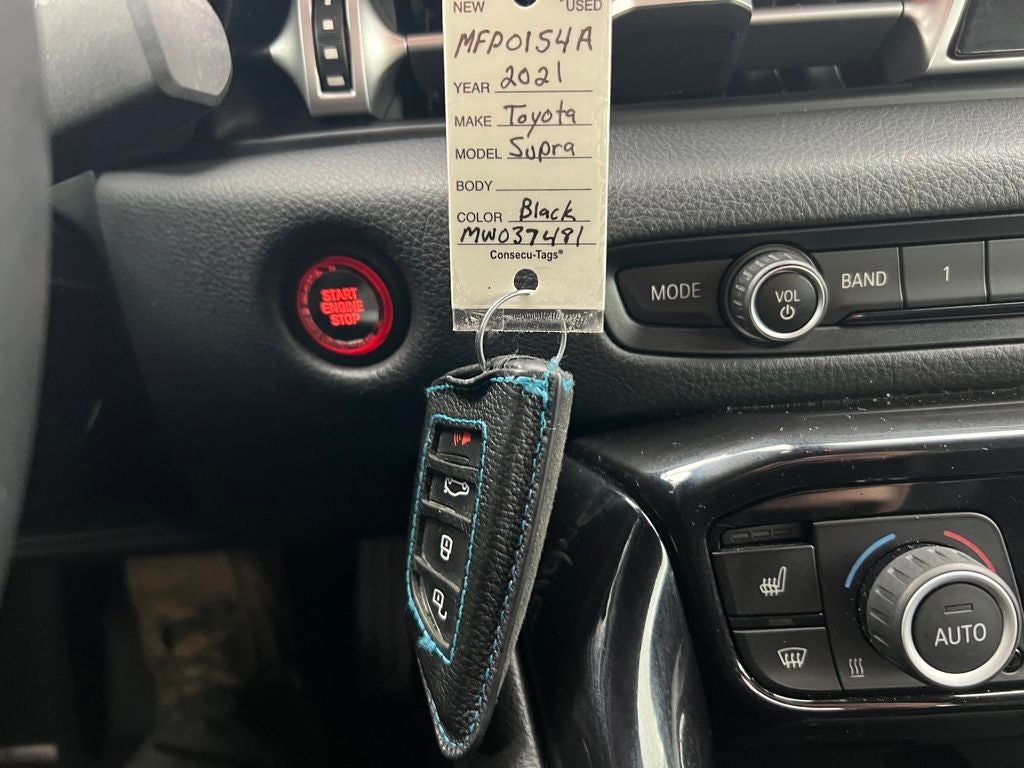 NEW USED
MFP0154A
YEAR 2021
MAKE Toyota
MODEL Supra
BODY
COLOR Black
MW037491
Consecu-Tags®
START
ENGINE
STOP
MODE
VOL
BAND
1
AUTO